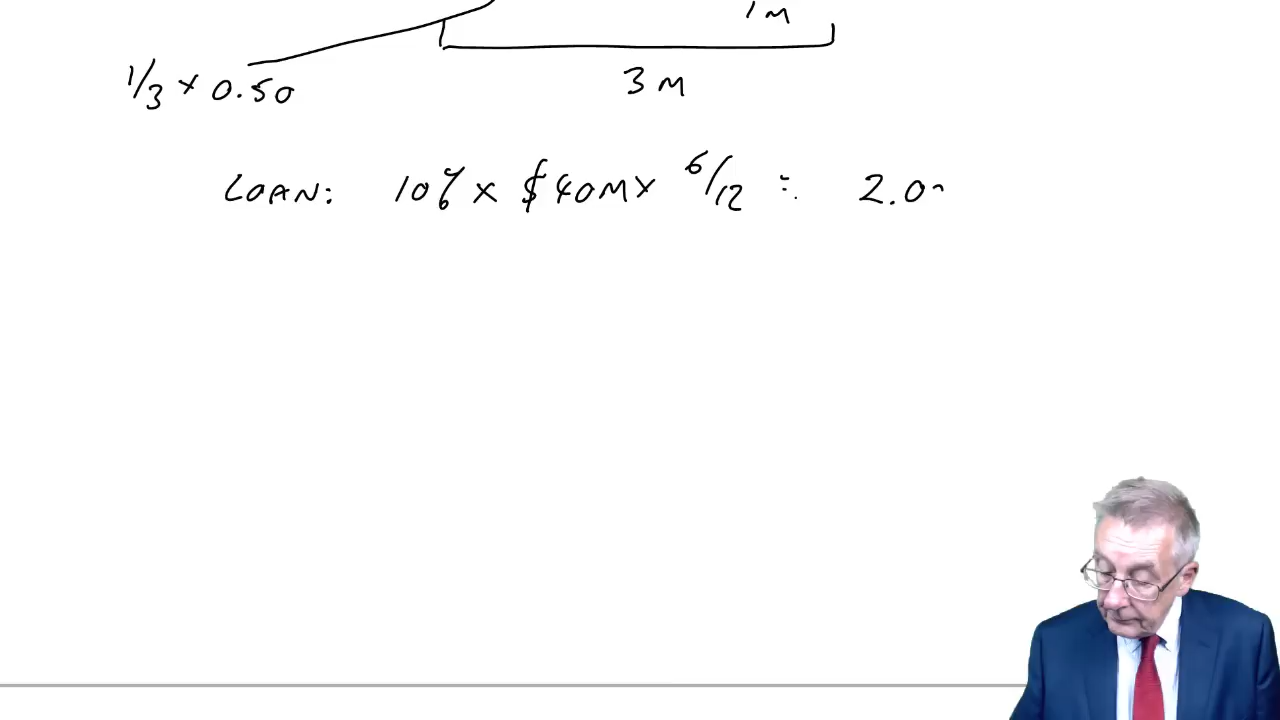 1M
1/3 × 0.50
3M
LOAN: 10% × $40M × 6/12 = 2.0